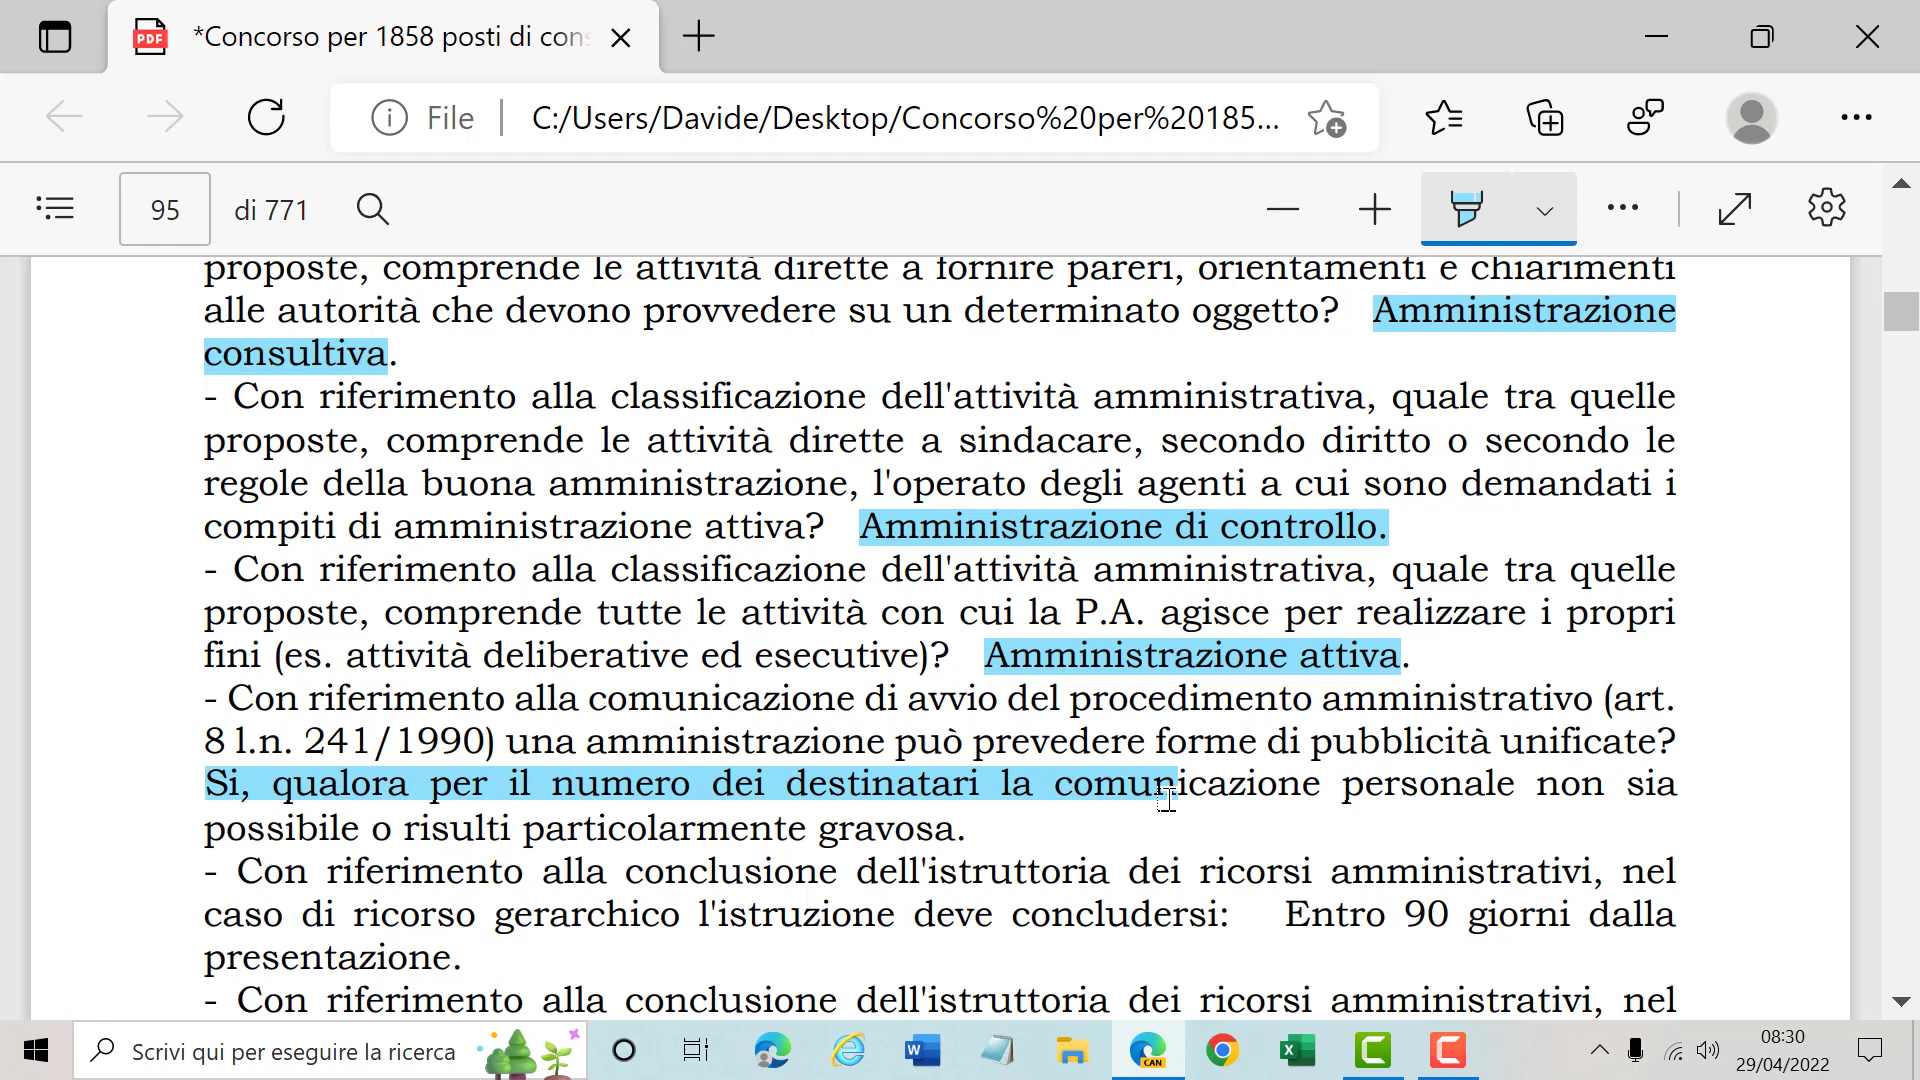 *Concorso per 1858 posti di cons
File
C:/Users/Davide/Desktop/Concorso%20per%20185...
95
di 771
proposte, comprende le attività dirette a fornire pareri, orientamenti e chiarimenti
alle autorità che devono provvedere su un determinato oggetto? Amministrazione
consultiva.
- Con riferimento alla classificazione dell'attività amministrativa, quale tra quelle
proposte, comprende le attività dirette a sindacare, secondo diritto o secondo le
regole della buona amministrazione, l'operato degli agenti a cui sono demandati i
compiti di amministrazione attiva? Amministrazione di controllo.
- Con riferimento alla classificazione dell'attività amministrativa, quale tra quelle
proposte, comprende tutte le attività con cui la P.A. agisce per realizzare i propri
fini (es. attività deliberative ed esecutive)? Amministrazione attiva.
- Con riferimento alla comunicazione di avvio del procedimento amministrativo (art.
8 l.n. 241/1990) una amministrazione può prevedere forme di pubblicità unificate?
Si, qualora per il numero dei destinatari la comunicazione personale non sia
possibile o risulti particolarmente gravosa.
- Con riferimento alla conclusione dell'istruttoria dei ricorsi amministrativi, nel
caso di ricorso gerarchico l'istruzione deve concludersi: Entro 90 giorni dalla
presentazione.
- Con riferimento alla conclusione dell'istruttoria dei ricorsi amministrativi, nel
Scrivi qui per eseguire la ricerca
CAN
08:30
29/04/2022